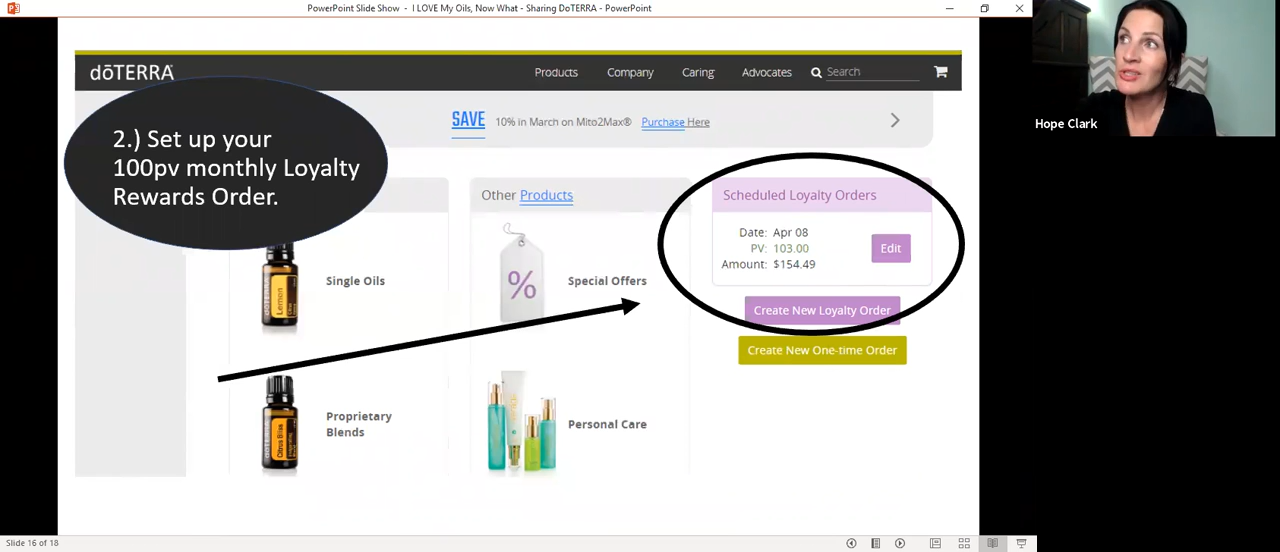 PowerPoint Slide Show - I LOVE My Oils, Now What - Sharing DoTERRA - PowerPoint
dōTERRA
Products Company Caring Advocates Search
SAVE 10% in March on Mito2Max® Purchase Here
2.) Set up your
100pv monthly Loyalty
Rewards Order.
Hope Clark
Other Products
Scheduled Loyalty Orders
Date: Apr 08
PV: 103.00
Amount: $154.49
Edit
Create New Loyalty Order
Create New One-time Order
Lemon
Single Oils
%
Special Offers
Citrus Bliss
Proprietary
Blends
Personal Care
Slide 16 of 18